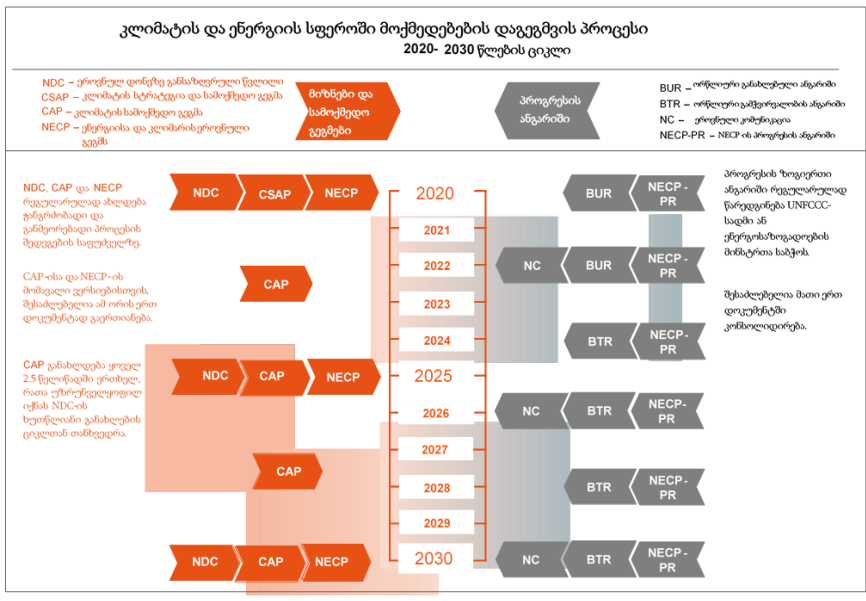 კლიმატის და ენერგიის სფეროში მოქმედებების დაგეგმვის პროცესი
2020- 2030 წლების ციკლი
NDC – ეროვნულ დონეზე განსაზღვრული წვლილი
CSAP – კლიმატის სტრატეგია და სამოქმედო გეგმა
CAP – კლიმატის სამოქმედო გეგმა
NECP – ენერგიისა და კლიმარის ეროვნული
გეგმს
მიზნები და
სამოქმედო
გეგმები
პროგრესის
ანგარიში
BUR – ორწლიური განახლებული ანგარიში
BTR – ორწლიური გამჭვირვალობის ანგარიში
NC – ეროვნული კომუნიკაცია
NECP-PR – NECP-ის პროგრესის ანგარიში
NDC, CAP და NECP
რეგულარულად ახლდება
განგრძობადი და
განმეორებადი პროცესის
შედეგების საფუძველზე.
CAP-ისა და NECP-ის
მომავალი ვერსიებისთვის,
შესაძლებელია ამ ორის ერთ
დოკუმენტად გაერთიანება.
CAP განახლდება ყოველ
2.5 წელიწადში ერთხელ,
რათა უზრუნველყოფილ
იქნას NDC-ის
ხუთწლიანი განახლების
ციკლთან თანხვედრა.
NDC CSAP NECP
2020
BUR NECP-
PR
2021
2022
NC BUR NECP-
PR
CAP
2023
2024
BTR NECP-
PR
NDC CAP NECP
2025
2026
NC BTR NECP-
PR
2027
CAP
2028
BTR NECP-
PR
2029
NDC CAP NECP
2030
NC BTR NECP-
PR
პროგრესის ზოგიერთი
ანგარიში რეგულარულად
წარედგინება UNFCCC-
სადმი ან
ენერგოსაზოგადოების
მინსტრთა საბჭოს.
შესაძლებელია მათი ერთ
დოკუმენტში
კონსოლიდირება.